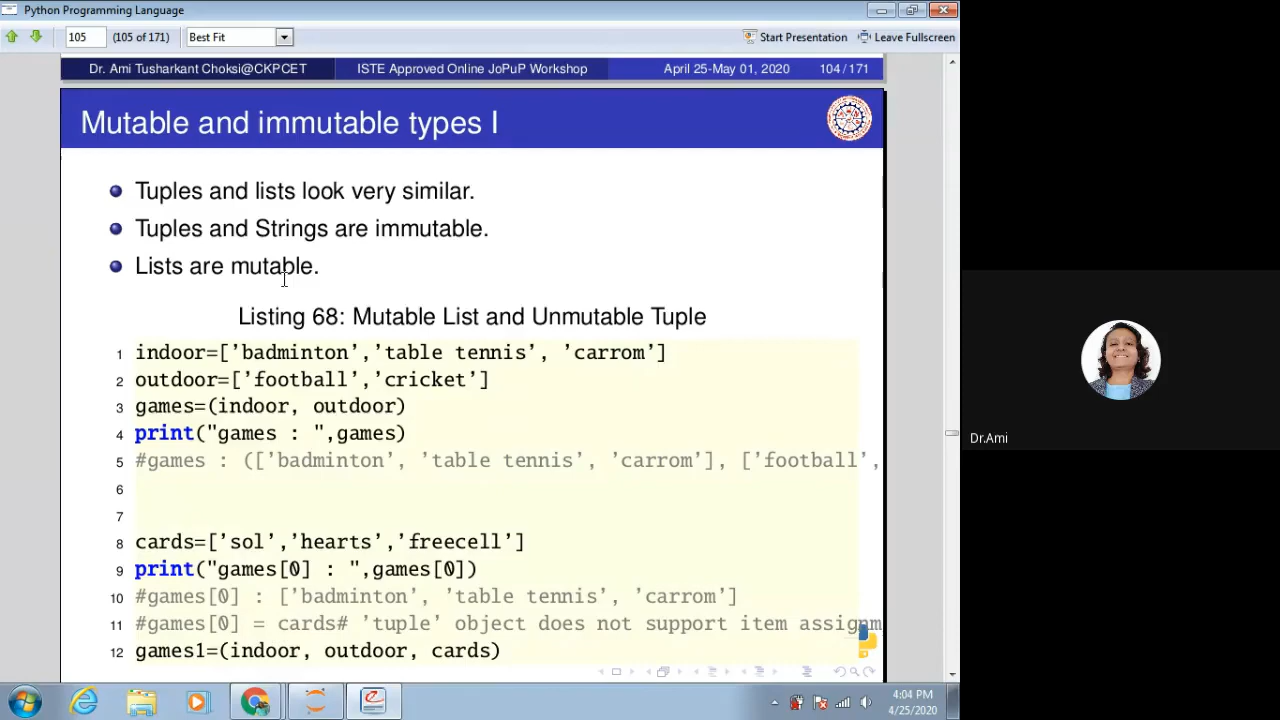 Python Programming Language
105 (105 of 171) Best Fit Start Presentation Leave Fullscreen
Dr. Ami Tusharkant Choksi@CKPCET ISTE Approved Online JoPuP Workshop April 25-May 01, 2020 104 / 171
Mutable and immutable types I
Tuples and lists look very similar.
Tuples and Strings are immutable.
Lists are mutable.
Listing 68: Mutable List and Unmutable Tuple
1 indoor=['badminton','table tennis', 'carrom']
2 outdoor=['football','cricket']
3 games=(indoor, outdoor)
4 print("games : ",games)
5 #games : (['badminton', 'table tennis', 'carrom'], ['football',
6
7
8 cards=['sol','hearts','freecell']
9 print("games[0] : ",games[0])
10 #games[0] : ['badminton', 'table tennis', 'carrom']
11 #games[0] = cards# 'tuple' object does not support item assignm
12 games1=(indoor, outdoor, cards)
Dr.Ami
4:04 PM
4/25/2020